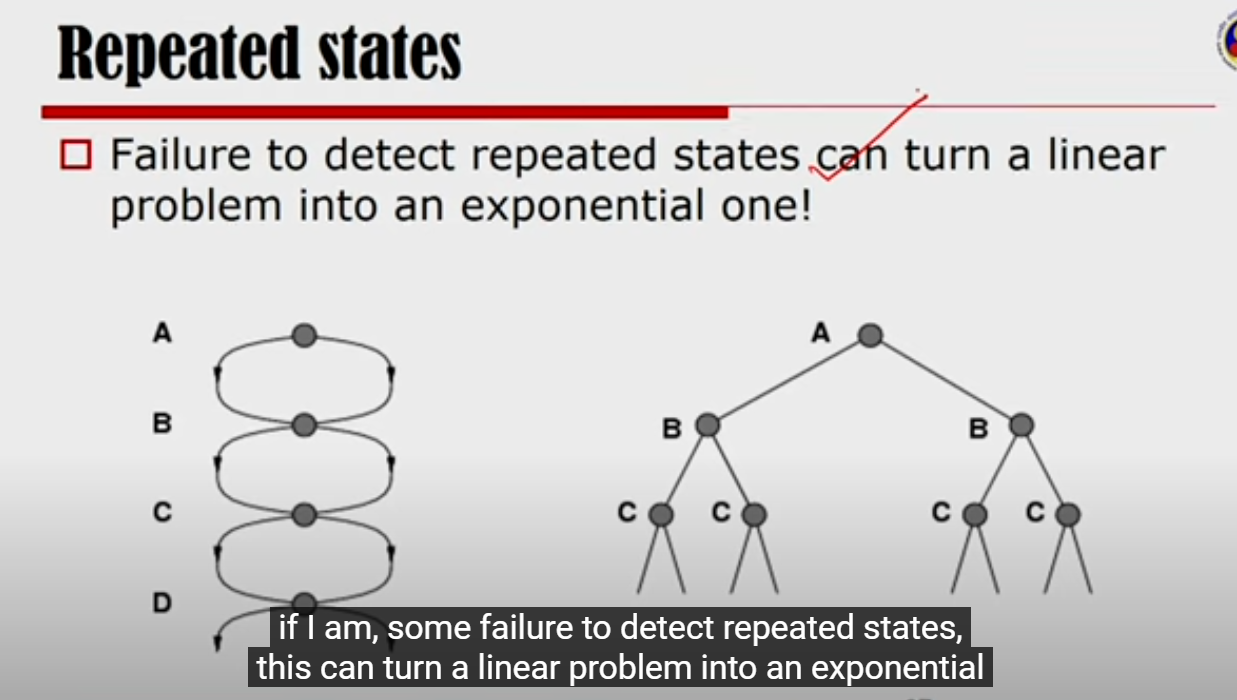 Repeated states
Failure to detect repeated states can turn a linear
problem into an exponential one!
A
B
C
D
A
B B
C C C C
if I am, some failure to detect repeated states,
this can turn a linear problem into an exponential